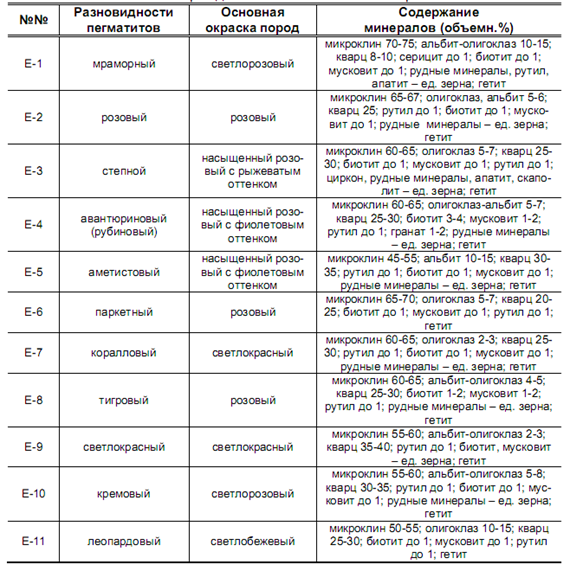 №№
Разновидности
пегматитов
Основная
окраска пород
Содержание
минералов (объемн.%)
Е-1
мраморный
светлорозовый
микроклин 70-75; альбит-олигоклаз 10-15;
кварц 8-10; серицит до 1; биотит до 1;
мусковит до 1; рудные минералы, рутил,
апатит – ед. зерна; гетит
Е-2
розовый
розовый
микроклин 65-67; олигоклаз, альбит 5-6;
кварц 25; рутил до 1; биотит до 1; муско-
вит до 1; рудные минералы – ед. зерна;
гетит
Е-3
степной
насыщенный розо-
вый с рыжеватым
оттенком
микроклин 60-65; олигоклаз 5-7; кварц 25-
30; биотит до 1; мусковит до 1; рутил до 1;
циркон, рудные минералы, апатит, скапо-
лит – ед. зерна; гетит
Е-4
авантюриновый
(рубиновый)
насыщенный розо-
вый с фиолетовым
оттенком
микроклин 60-65; олигоклаз-альбит 5-7;
кварц 25-30; биотит 3-4; мусковит 1-2;
рутил до 1; гранат 1-2; рудные минералы
– ед. зерна; гетит
Е-5
аметистовый
насыщенный розо-
вый с фиолетовым
оттенком
микроклин 45-55; альбит 10-15; кварц 30-
35; рутил до 1; биотит до 1; мусковит до 1;
рудные минералы – ед. зерна; гетит
Е-6
паркетный
розовый
микроклин 65-70; олигоклаз 5-7; кварц 20-
25; биотит до 1; мусковит до 1; рутил до 1;
гетит
Е-7
коралловый
светлокрасный
микроклин 60-65; олигоклаз 2-3; кварц 25-
30; рутил до 1; биотит до 1; мусковит до 1;
рудные минералы – ед. зерна; гетит
Е-8
тигровый
розовый
микроклин 60-65; альбит-олигоклаз 4-5;
кварц 25-30; биотит 1-2; мусковит 1-2;
рутил до 1; рудные минералы – ед. зерна;
гетит
Е-9
светлокрасный
светлокрасный
микроклин 55-60; альбит-олигоклаз 2-3;
кварц 35-40; рутил до 1; биотит, мусковит
– ед. зерна; гетит
Е-10
кремовый
светлорозовый
микроклин 55-60; альбит-олигоклаз 5-8;
кварц 30-35; рутил до 1; биотит до 1; мус-
ковит до 1; рудные минералы – ед. зерна;
гетит
Е-11
леопардовый
светлобежевый
микроклин 50-55; олигоклаз 10-15; кварц
25-30; биотит до 1; мусковит до 1; рутил
до 1; гетит